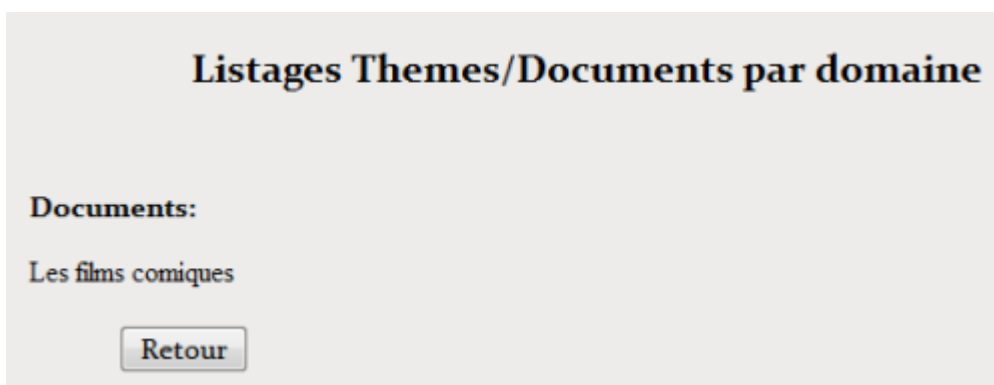 Listages Themes/Documents par domaine
Documents:
Les films comiques
Retour